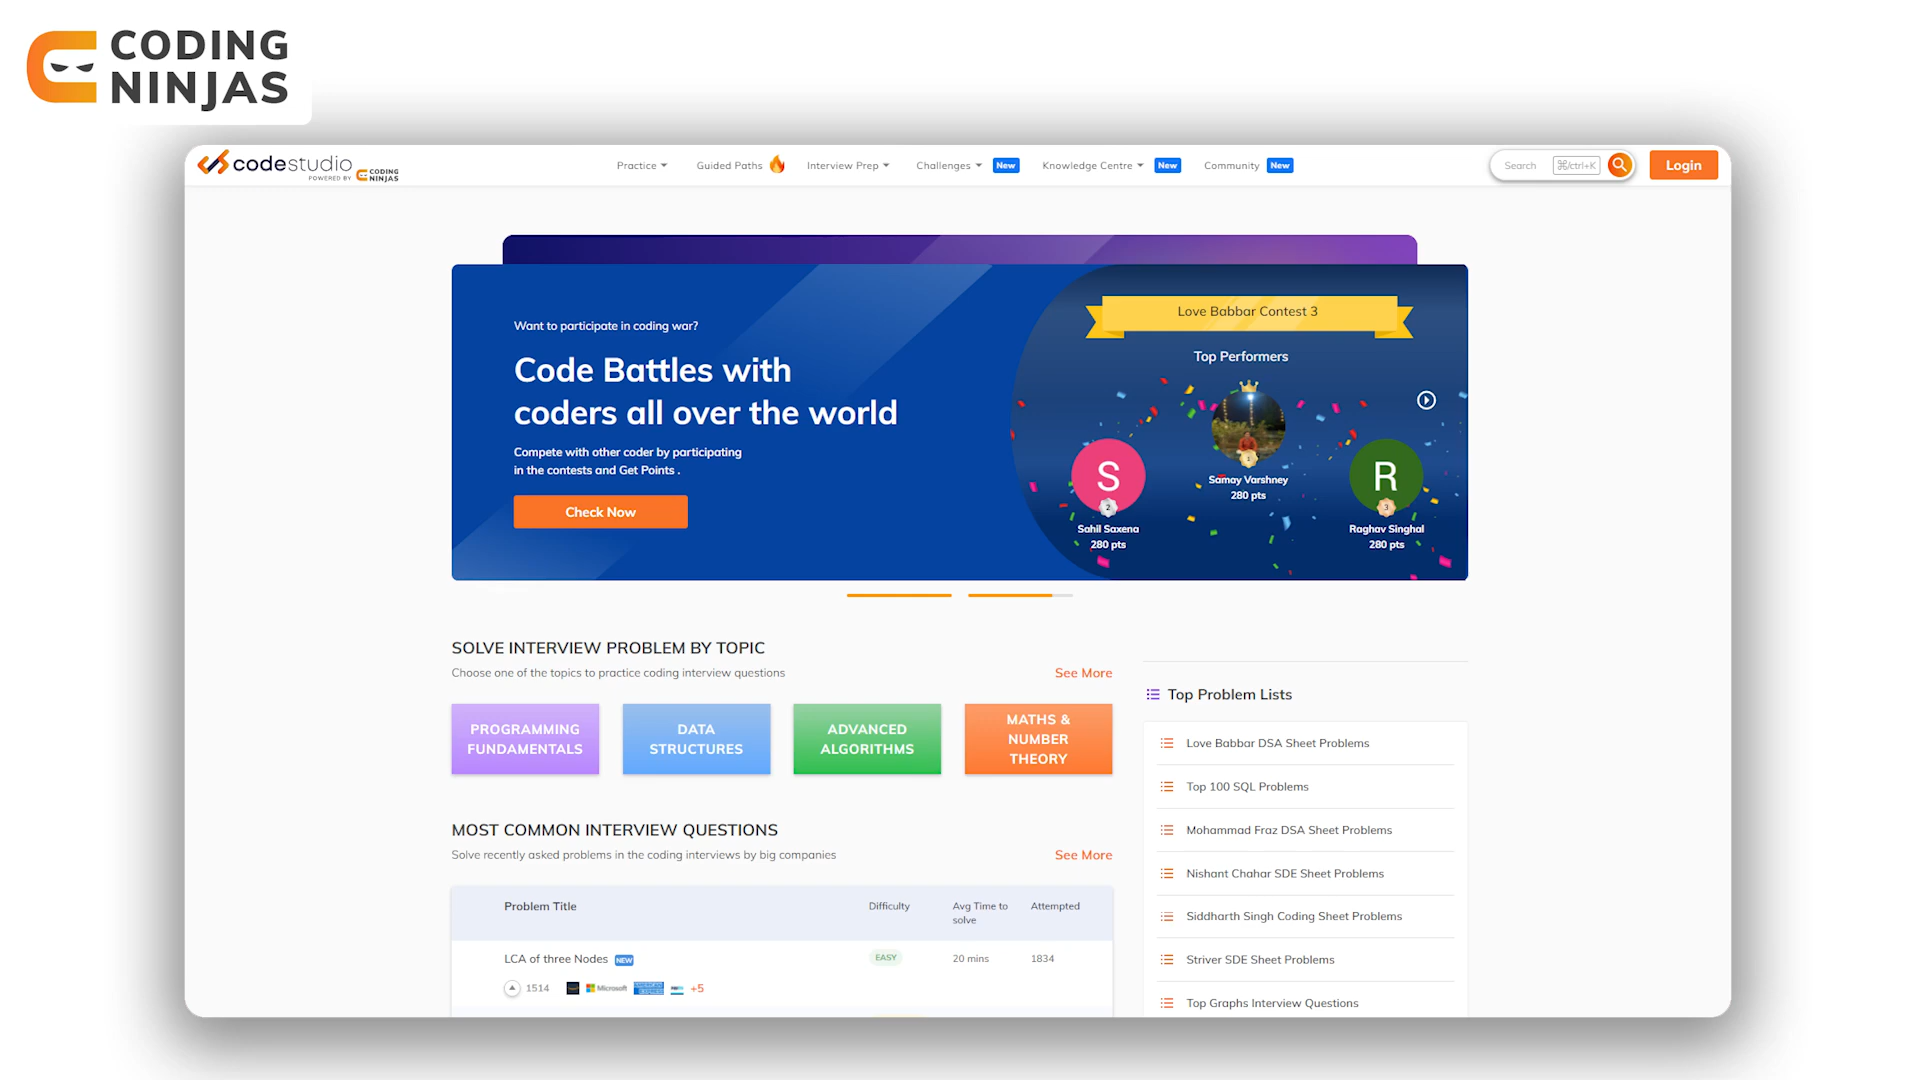 CODING
NINJAS
codestudio
POWERED BY CODING NINJAS
Practice
Guided Paths
Interview Prep
Challenges New
Knowledge Centre New
Community New
Search ⌘/ctrl+K
Login
Want to participate in coding war?
Code Battles with
coders all over the world
Compete with other coder by participating
in the contests and Get Points .
Check Now
Love Babbar Contest 3
Top Performers
1
Samay Varshney
280 pts
S
2
Sahil Saxena
280 pts
R
3
Raghav Singhal
280 pts
SOLVE INTERVIEW PROBLEM BY TOPIC
Choose one of the topics to practice coding interview questions
See More
PROGRAMMING
FUNDAMENTALS
DATA
STRUCTURES
ADVANCED
ALGORITHMS
MATHS &
NUMBER
THEORY
MOST COMMON INTERVIEW QUESTIONS
Solve recently asked problems in the coding interviews by big companies
See More
Problem Title
Difficulty
Avg Time to
solve
Attempted
LCA of three Nodes NEW
EASY
20 mins
1834
1514
Microsoft
+5
Top Problem Lists
Love Babbar DSA Sheet Problems
Top 100 SQL Problems
Mohammad Fraz DSA Sheet Problems
Nishant Chahar SDE Sheet Problems
Siddharth Singh Coding Sheet Problems
Striver SDE Sheet Problems
Top Graphs Interview Questions